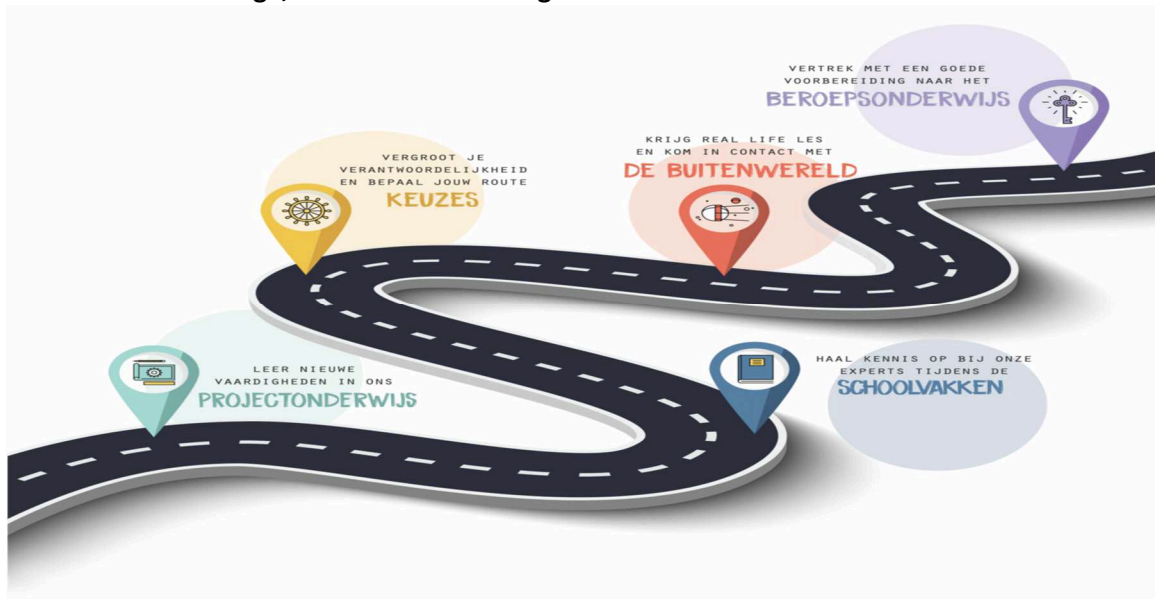 VERTREK MET EEN GOEDE
VOORBEREIDING NAAR HET
BEROEPSONDERWIJS
KRIJG REAL LIFE LES
EN KOM IN CONTACT MET
DE BUITENWERELD
VERGROOT JE
VERANTWOORDELIJKHEID
EN BEPAAL JOUW ROUTE
KEUZES
LEER NIEUWE
VAARDIGHEDEN IN ONS
PROJECTONDERWIJS
HAAL KENNIS OP BIJ ONZE
EXPERTS TIJDENS DE
SCHOOLVAKKEN